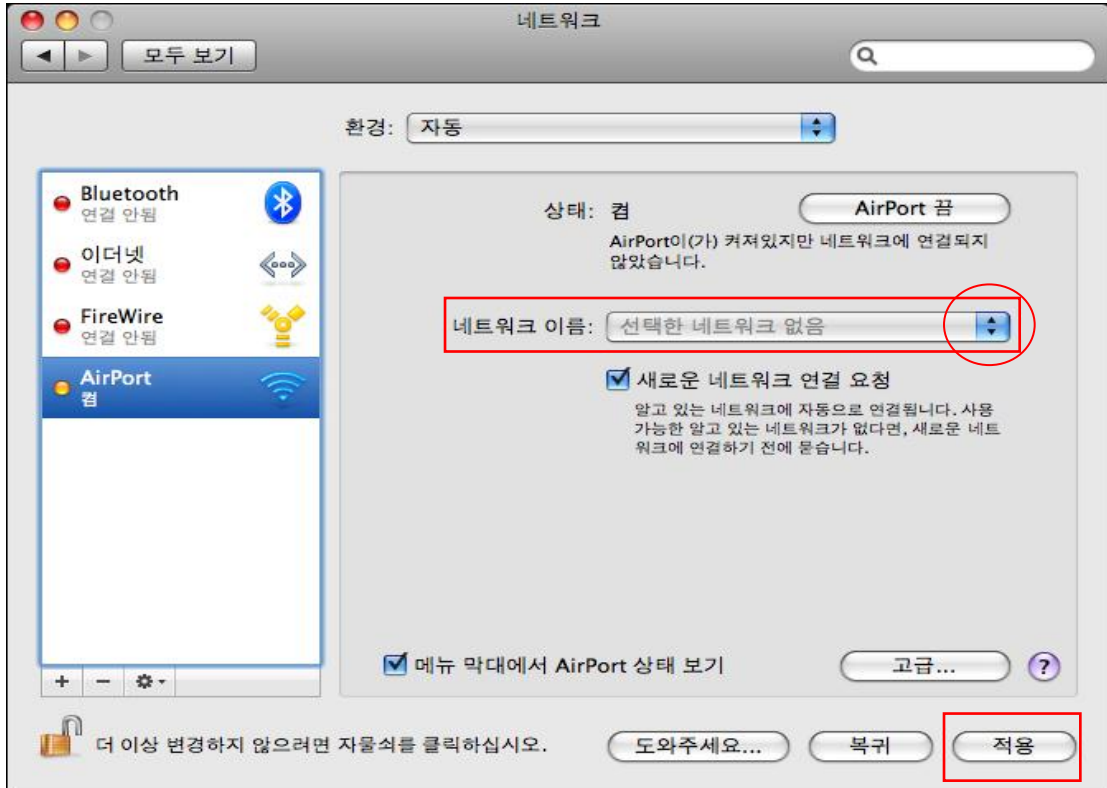 네트워크
모두 보기
환경: 자동
Bluetooth
연결 안됨
이더넷
연결 안됨
FireWire
연결 안됨
AirPort
켬
상태: 켬
AirPort 끔
AirPort이(가) 켜져있지만 네트워크에 연결되지
않았습니다.
네트워크 이름: 선택한 네트워크 없음
새로운 네트워크 연결 요청
알고 있는 네트워크에 자동으로 연결됩니다. 사용
가능한 알고 있는 네트워크가 없다면, 새로운 네트
워크에 연결하기 전에 묻습니다.
메뉴 막대에서 AirPort 상태 보기
고급...
?
더 이상 변경하지 않으려면 자물쇠를 클릭하십시오.
도와주세요...
복귀
적용